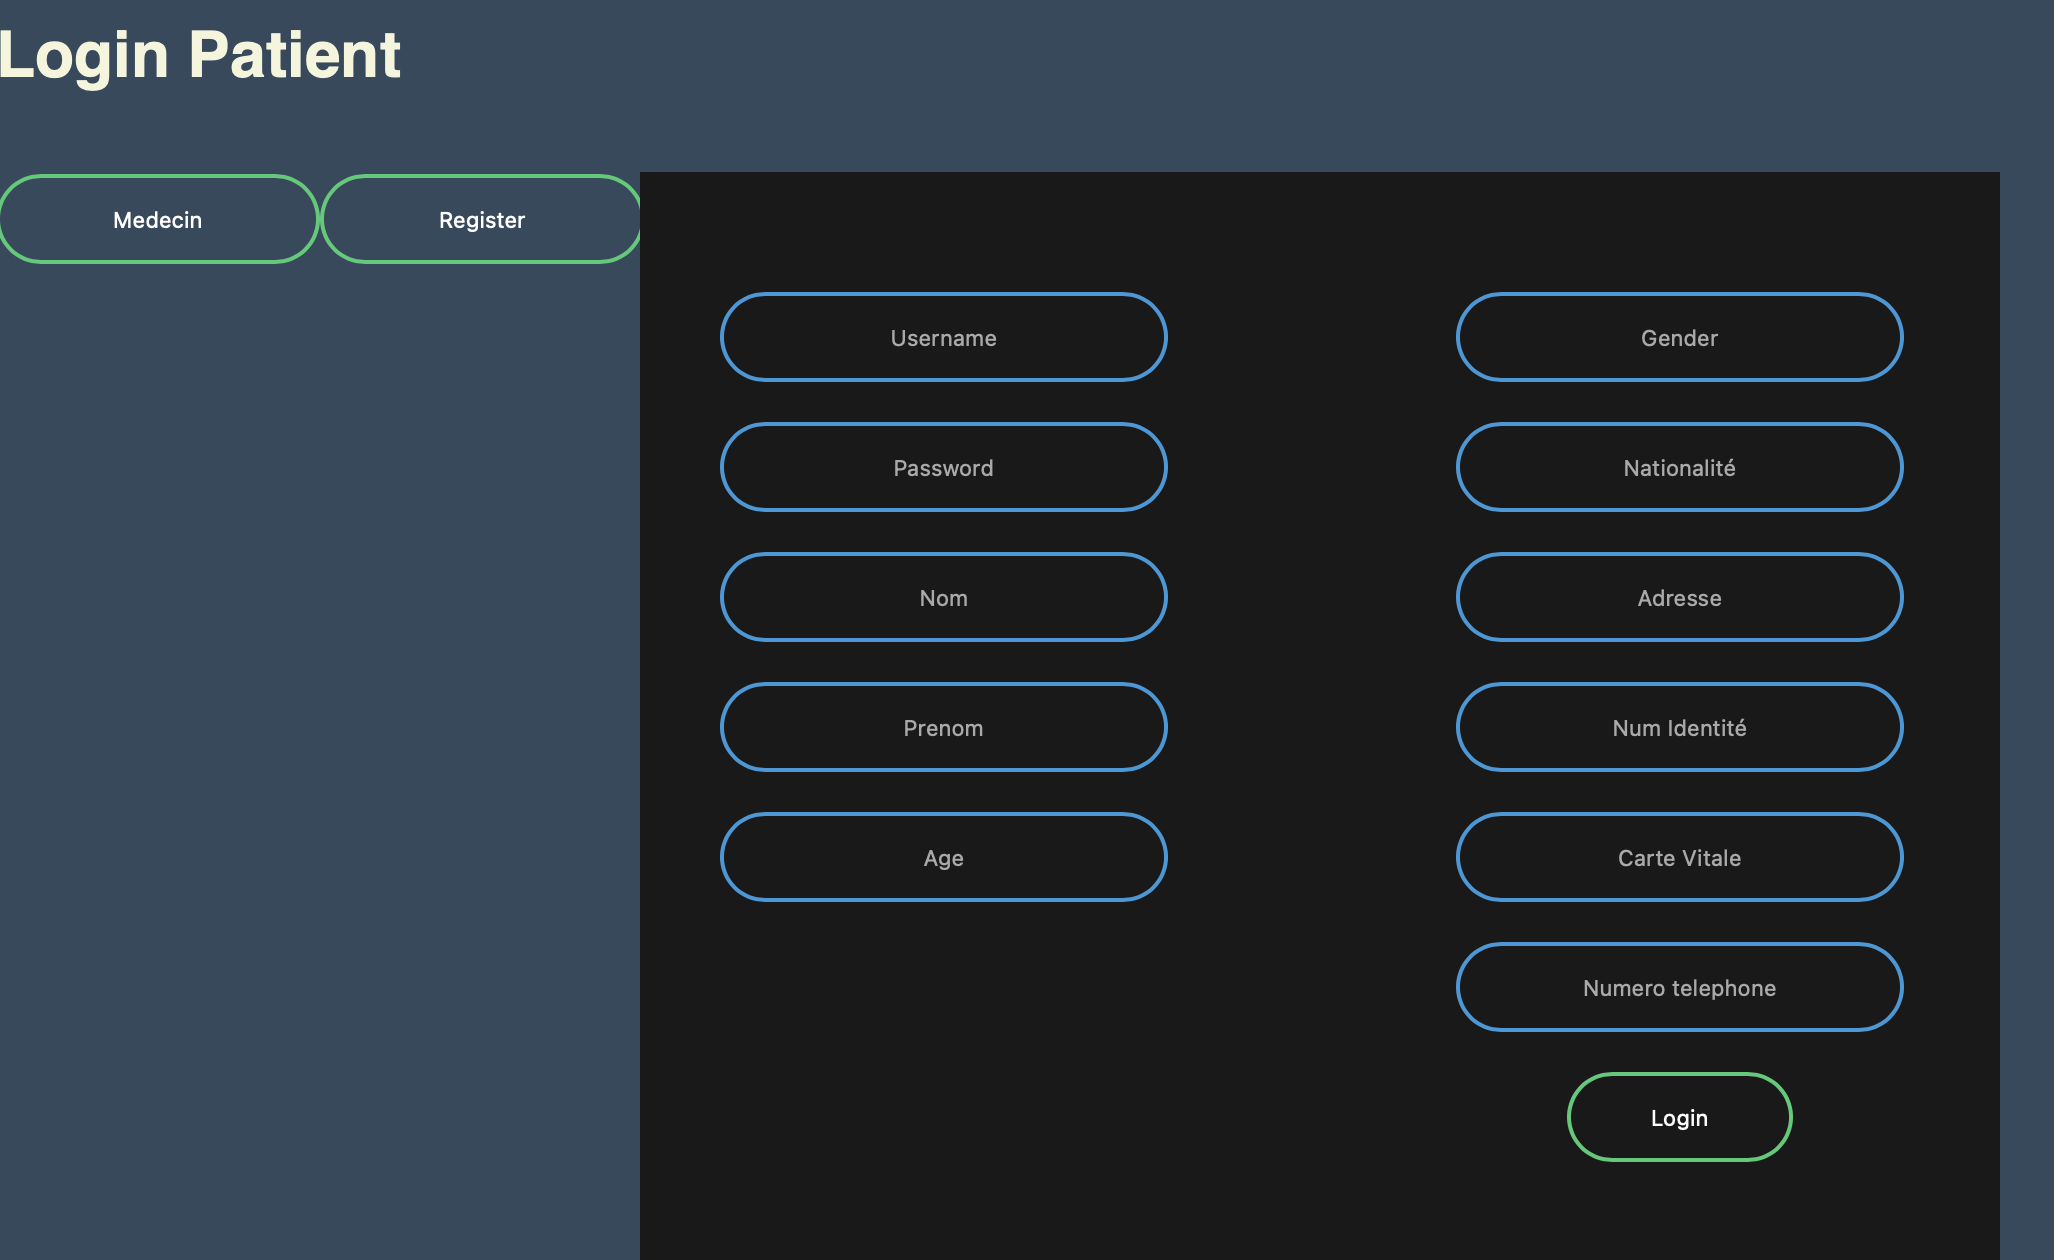 Login Patient
Medecin
Register
Username
Password
Nom
Prenom
Age
Gender
Nationalité
Adresse
Num Identité
Carte Vitale
Numero telephone
Login